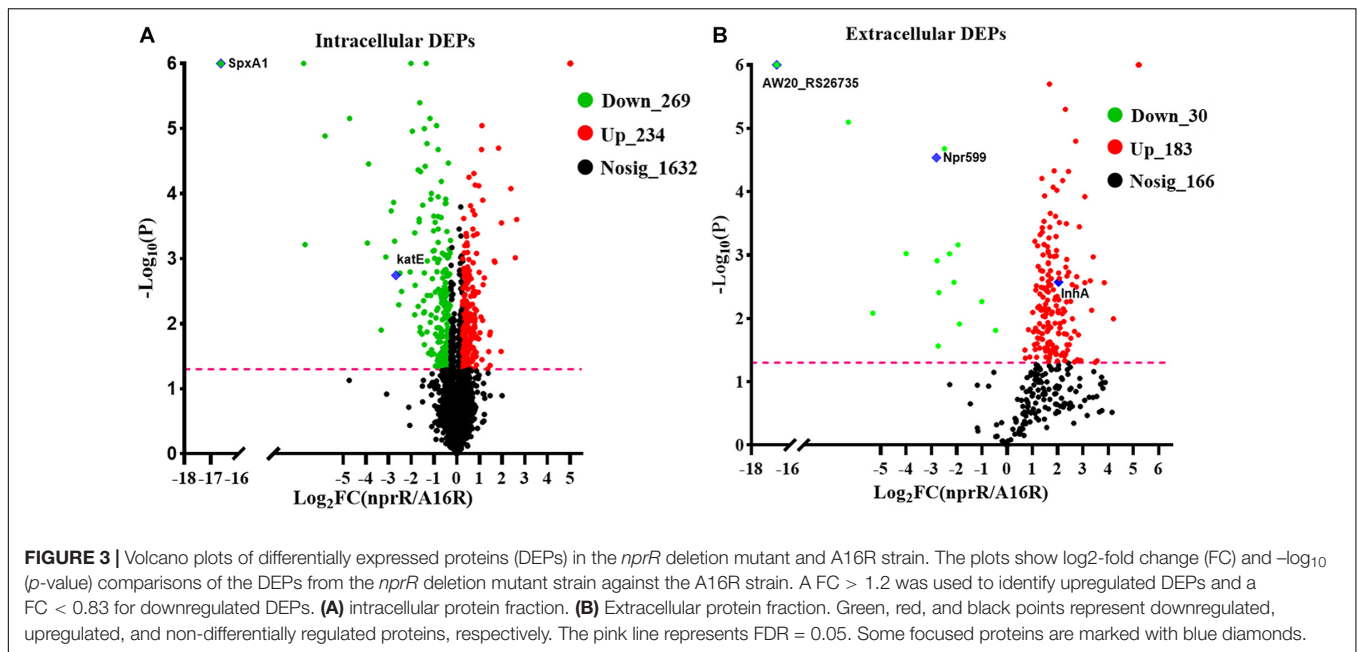 A
Intracellular DEPs
6
5
4
3
2
1
0
-Log10(P)
SpxA1
katE
Down_269
Up_234
Nosig_1632
-18 -17 -16 -5 -4 -3 -2 -1 0 1 2 3 4 5
Log2FC(nprR/A16R)
B
Extracellular DEPs
6
5
4
3
2
1
0
-Log10(P)
AW20_RS26735
Npr599
InhA
Down_30
Up_183
Nosig_166
-18 -16 -5 -4 -3 -2 -1 0 1 2 3 4 5 6
Log2FC(nprR/A16R)
FIGURE 3 | Volcano plots of differentially expressed proteins (DEPs) in the nprR deletion mutant and A16R strain. The plots show log2-fold change (FC) and –log10
(p-value) comparisons of the DEPs from the nprR deletion mutant strain against the A16R strain. A FC > 1.2 was used to identify upregulated DEPs and a
FC < 0.83 for downregulated DEPs. (A) intracellular protein fraction. (B) Extracellular protein fraction. Green, red, and black points represent downregulated,
upregulated, and non-differentially regulated proteins, respectively. The pink line represents FDR = 0.05. Some focused proteins are marked with blue diamonds.